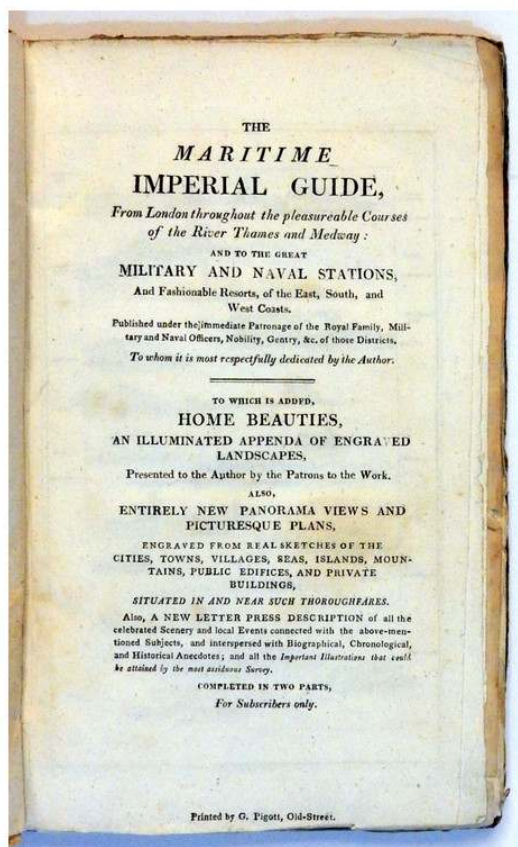 THE
MARITIME
IMPERIAL GUIDE,
From London throughout the pleasureable Courses
of the River Thames and Medway:
AND TO THE GREAT
MILITARY AND NAVAL STATIONS,
And Fashionable Resorts, of the East, South, and
West Coasts.
Published under the immediate Patronage of the Royal Family, Mili-
tary and Naval Officers, Nobility, Gentry, &c. of those Districts,
To whom it is most respectfully dedicated by the Author.
TO WHICH IS ADDED,
HOME BEAUTIES,
AN ILLUMINATED APPENDA OF ENGRAVED
LANDSCAPES,
Presented to the Author by the Patrons to the Work.
ALSO,
ENTIRELY NEW PANORAMA VIEWS AND
PICTURESQUE PLANS,
ENGRAVED FROM REAL SKETCHES OF THE
CITIES, TOWNS, VILLAGES, SEAS, ISLANDS, MOUN-
TAINS, PUBLIC EDIFICES, AND PRIVATE
BUILDINGS,
SITUATED IN AND NEAR SUCH THOROUGHFARES.
Also, A NEW LETTER PRESS DESCRIPTION of all the
celebrated Scenery and local Events connected with the above-men-
tioned Subjects, and interspersed with Biographical, Chronological,
and Historical Anecdotes; and all the Important Illustrations that could
be attained by the most assiduous Survey.
COMPLETED IN TWO PARTS,
For Subscribers only.
Printed by G. Pigott, Old-Street.